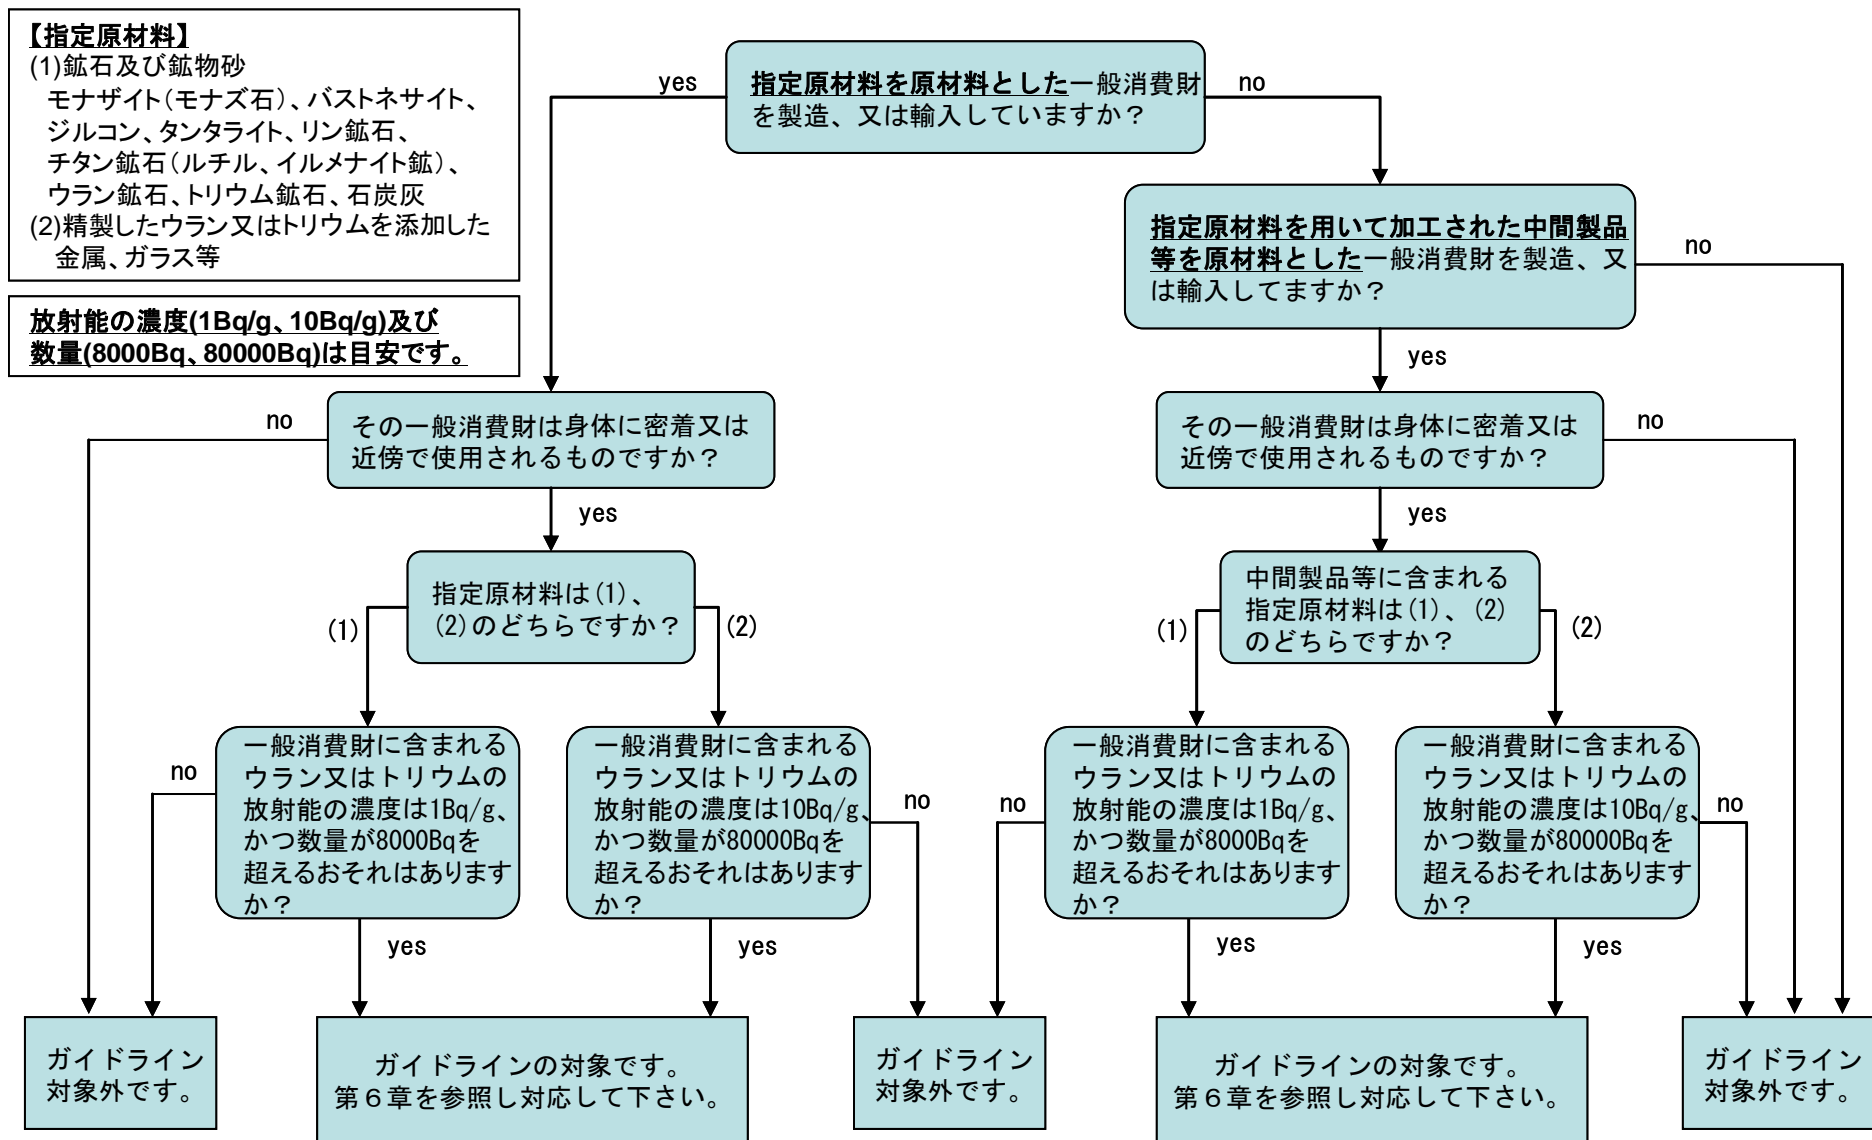 【指定原材料】
(1)鉱石及び鉱物砂
モナザイト(モナズ石)、バストネサイト、
ジルコン、タンタライト、リン鉱石、
チタン鉱石(ルチル、イルメナイト鉱)、
ウラン鉱石、トリウム鉱石、石炭灰
(2)精製したウラン又はトリウムを添加した
金属、ガラス等
放射能の濃度(1Bq/g、10Bq/g)及び
数量(8000Bq、80000Bq)は目安です。
yes
指定原材料を原材料とした一般消費財
を製造、又は輸入していますか？
no
指定原材料を用いて加工された中間製品
等を原材料とした一般消費財を製造、又
は輸入してますか？
no
yes
no
その一般消費財は身体に密着又は
近傍で使用されるものですか？
yes
その一般消費財は身体に密着又は
近傍で使用されるものですか？
no
yes
指定原材料は(1)、
(2)のどちらですか？
(1)
(2)
中間製品等に含まれる
指定原材料は(1)、(2)
のどちらですか？
(1)
(2)
no
一般消費財に含まれる
ウラン又はトリウムの
放射能の濃度は1Bq/g、
かつ数量が8000Bqを
超えるおそれはあります
か？
yes
一般消費財に含まれる
ウラン又はトリウムの
放射能の濃度は10Bq/g、
かつ数量が80000Bqを
超えるおそれはあります
か？
no
yes
no
一般消費財に含まれる
ウラン又はトリウムの
放射能の濃度は1Bq/g、
かつ数量が8000Bqを
超えるおそれはあります
か？
yes
一般消費財に含まれる
ウラン又はトリウムの
放射能の濃度は10Bq/g、
かつ数量が80000Bqを
超えるおそれはあります
か？
no
yes
ガイドライン
対象外です。
ガイドラインの対象です。
第６章を参照し対応して下さい。
ガイドライン
対象外です。
ガイドラインの対象です。
第６章を参照し対応して下さい。
ガイドライン
対象外です。